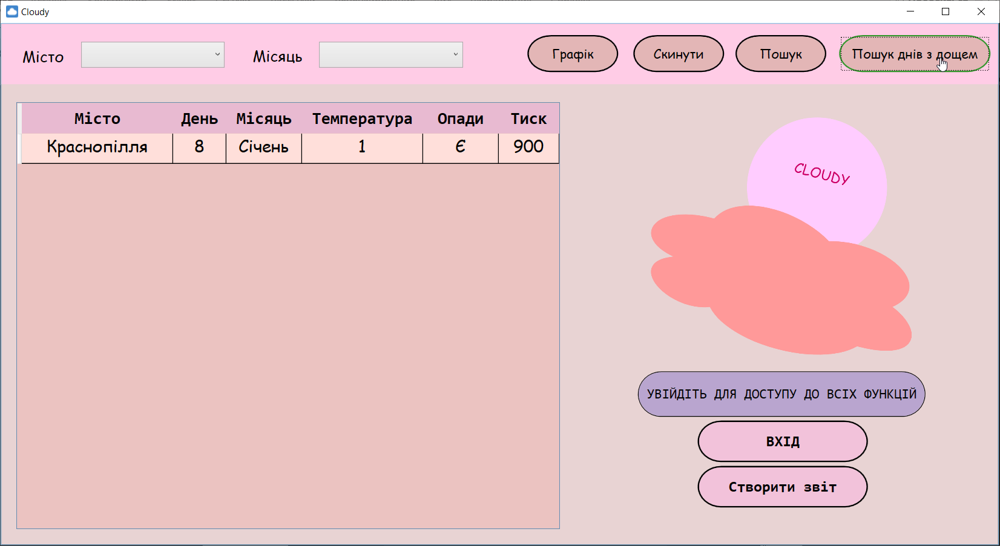 Cloudy
Місто
Місяць
Графік
Скинути
Пошук
Пошук днів з дощем
Місто День Місяць Температура Опади Тиск
Краснопілля 8 Січень 1 Є 900
CLOUDY
УВІЙДІТЬ ДЛЯ ДОСТУПУ ДО ВСІХ ФУНКЦІЙ
ВХІД
Створити звіт